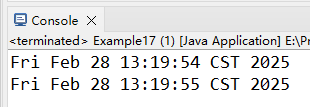 Console
<terminated> Example17 (1) [Java Application] E:\Pr
Fri Feb 28 13:19:54 CST 2025
Fri Feb 28 13:19:55 CST 2025